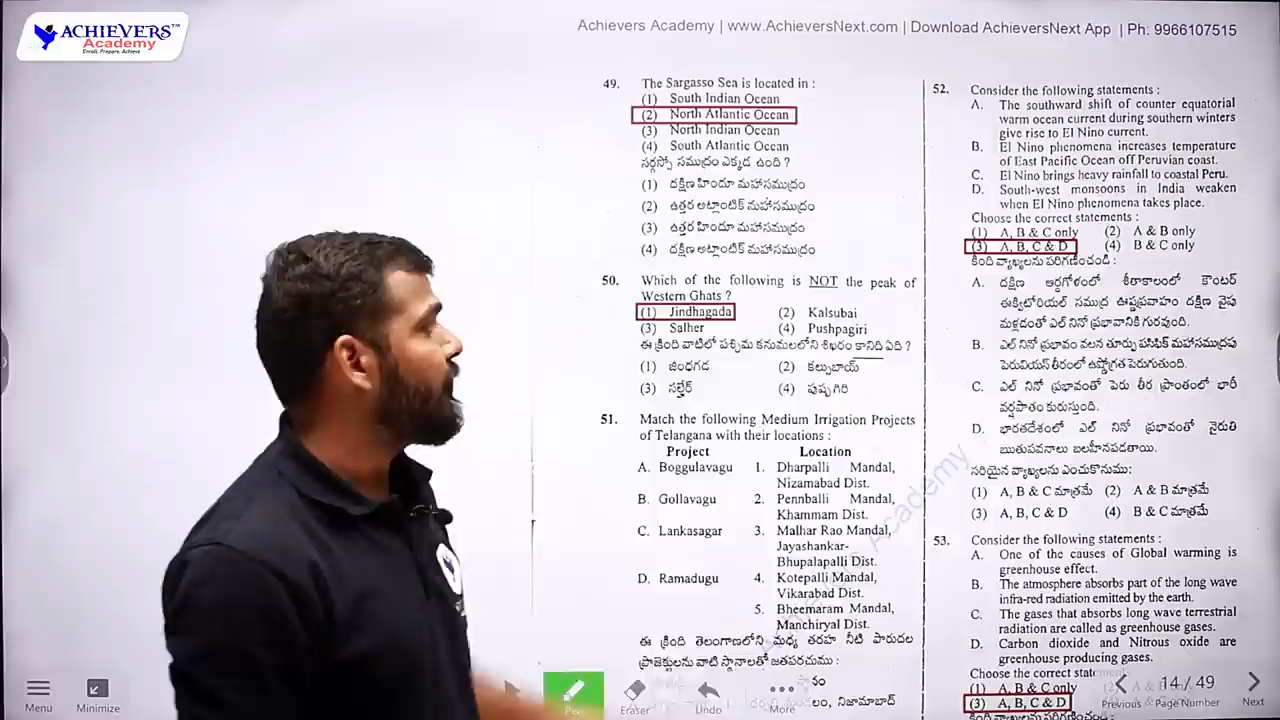 ACHIEVERS™
Academy
Enroll, Prepare, Achieve
Achievers Academy | www.AchieversNext.com | Download AchieversNext App | Ph: 9966107515
49. The Sargasso Sea is located in :
(1) South Indian Ocean
(2) North Atlantic Ocean
(3) North Indian Ocean
(4) South Atlantic Ocean
సర్గస్సో సముద్రం ఎక్కడ ఉంది ?
(1) దక్షిణ హిందూ మహాసముద్రం
(2) ఉత్తర అట్లాంటిక్ మహాసముద్రం
(3) ఉత్తర హిందూ మహాసముద్రం
(4) దక్షిణ అట్లాంటిక్ మహాసముద్రం
50. Which of the following is NOT the peak of
Western Ghats ?
(1) Jindhagada (2) Kalsubai
(3) Salher (4) Pushpagiri
ఈ క్రింది వాటిలో పశ్చిమ కనుమలలోని శిఖరం కానిది ఏది ?
(1) జింధగడ (2) కల్సుబాయ్
(3) సల్హేర్ (4) పుష్పగిరి
51. Match the following Medium Irrigation Projects
of Telangana with their locations :
Project Location
A. Boggulavagu 1. Dharpalli Mandal,
Nizamabad Dist.
B. Gollavagu 2. Pennballi Mandal,
Khammam Dist.
C. Lankasagar 3. Malhar Rao Mandal,
Jayashankar-
Bhupalapalli Dist.
D. Ramadugu 4. Kotepalli Mandal,
Vikarabad Dist.
5. Bheemaram Mandal,
Manchiryal Dist.
ఈ క్రింది తెలంగాణలోని మధ్య తరహా నీటి పారుదల
ప్రాజెక్టులను వాటి స్థానాలతో జతపరచుము :
మండలం, నిజామాబాద్
52. Consider the following statements :
A. The southward shift of counter equatorial
warm ocean current during southern winters
give rise to El Nino current.
B. El Nino phenomena increases temperature
of East Pacific Ocean off Peruvian coast.
C. El Nino brings heavy rainfall to coastal Peru.
D. South-west monsoons in India weaken
when El Nino phenomena takes place.
Choose the correct statements :
(1) A, B & C only (2) A & B only
(3) A, B, C & D (4) B & C only
కింది వ్యాఖ్యలను పరిగణించండి :
A. దక్షిణ ఆర్ధగోళంలో శీతాకాలంలో కౌంటర్
ఈక్విటోరియల్ సముద్ర ఉష్ణప్రవాహం దక్షిణ వైపు
మళ్లడంతో ఎల్ నినో ప్రభావానికి గురవుంది.
B. ఎల్ నినో ప్రభావం వలన తూర్పు పసిఫిక్ మహాసముద్రపు
పెరువియన్ తీరంలో ఉష్ణోగ్రత పెరుగుతుంది.
C. ఎల్ నినో ప్రభావంతో పెరు తీర ప్రాంతంలో భారీ
వర్షపాతం కురుస్తుంది.
D. భారతదేశంలో ఎల్ నినో ప్రభావంతో నైరుతి
ఋతుపవనాలు బలహీనపడతాయి.
సరియైన వ్యాఖ్యలను ఎంచుకొనుము:
(1) A, B & C మాత్రమే (2) A & B మాత్రమే
(3) A, B, C & D (4) B & C మాత్రమే
53. Consider the following statements :
A. One of the causes of Global warming is
greenhouse effect.
B. The atmosphere absorbs part of the long wave
infra-red radiation emitted by the earth.
C. The gases that absorbs long wave terrestrial
radiation are called as greenhouse gases.
D. Carbon dioxide and Nitrous oxide are
greenhouse producing gases.
Choose the correct
(1) A, B & C only
(3) A, B, C & D
Academy
Menu Minimize Pen Eraser Undo More
14 / 49
Previous Page Number Next